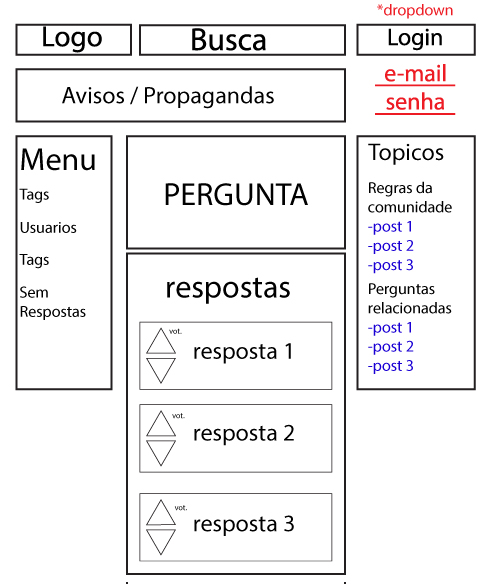 *dropdown
Logo
Busca
Login
Avisos / Propagandas
e-mail
senha
Menu
Tags
Usuarios
Tags
Sem
Respostas
PERGUNTA
respostas
vot.
resposta 1
vot.
resposta 2
vot.
resposta 3
Topicos
Regras da
comunidade
-post 1
-post 2
-post 3
Perguntas
relacionadas
-post 1
-post 2
-post 3